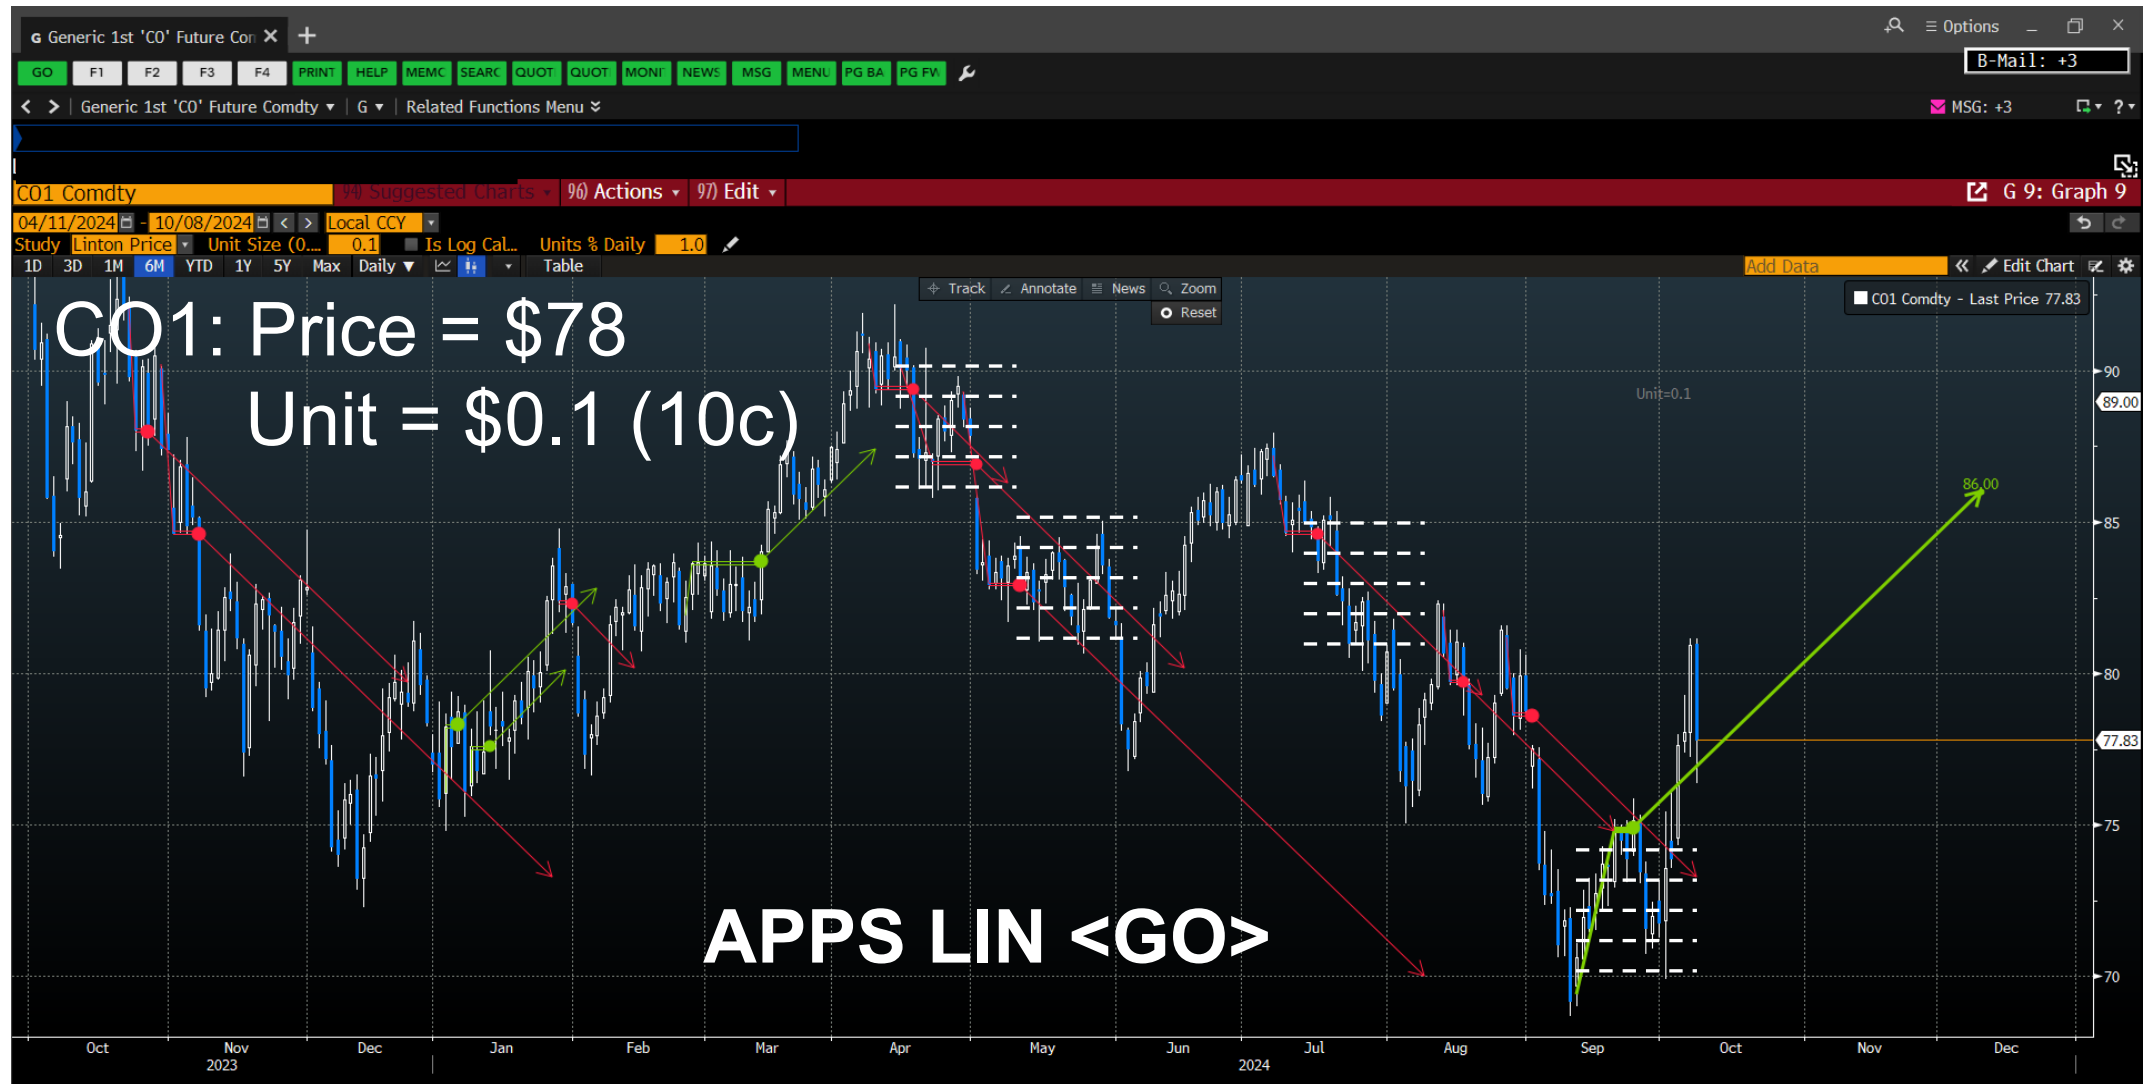 G Generic 1st 'CO' Future Con
Options
B-Mail: +3
GO F1 F2 F3 F4 PRINT HELP MEMC SEARC QUOT QUOT MONI NEWS MSG MENU PG BA PG FW
Generic 1st 'CO' Future Comdty G Related Functions Menu
MSG: +3 ?
CO1 Comdty 94) Suggested Charts 96) Actions 97) Edit G 9: Graph 9
04/11/2024 - 10/08/2024 < > Local CCY
Study Linton Price Unit Size (0.... 0.1 Is Log Cal... Units % Daily 1.0
1D 3D 1M 6M YTD 1Y 5Y Max Daily ▼ Table Add Data « Edit Chart
Track Annotate News Zoom
Reset
CO1 Comdty - Last Price 77.83
CO1: Price = $78
Unit = $0.1 (10c)
Unit=0.1
90
89.00
86.00
85
80
77.83
75
70
APPS LIN <GO>
Oct Nov Dec Jan Feb Mar Apr May Jun Jul Aug Sep Oct Nov Dec
2023 2024